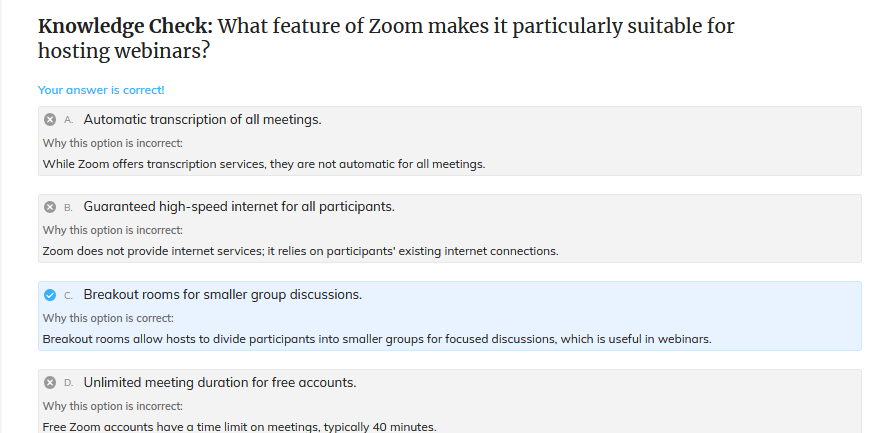 Knowledge Check: What feature of Zoom makes it particularly suitable for
hosting webinars?
Your answer is correct!
A. Automatic transcription of all meetings.
Why this option is incorrect:
While Zoom offers transcription services, they are not automatic for all meetings.
B. Guaranteed high-speed internet for all participants.
Why this option is incorrect:
Zoom does not provide internet services; it relies on participants' existing internet connections.
C. Breakout rooms for smaller group discussions.
Why this option is correct:
Breakout rooms allow hosts to divide participants into smaller groups for focused discussions, which is useful in webinars.
D. Unlimited meeting duration for free accounts.
Why this option is incorrect:
Free Zoom accounts have a time limit on meetings, typically 40 minutes.